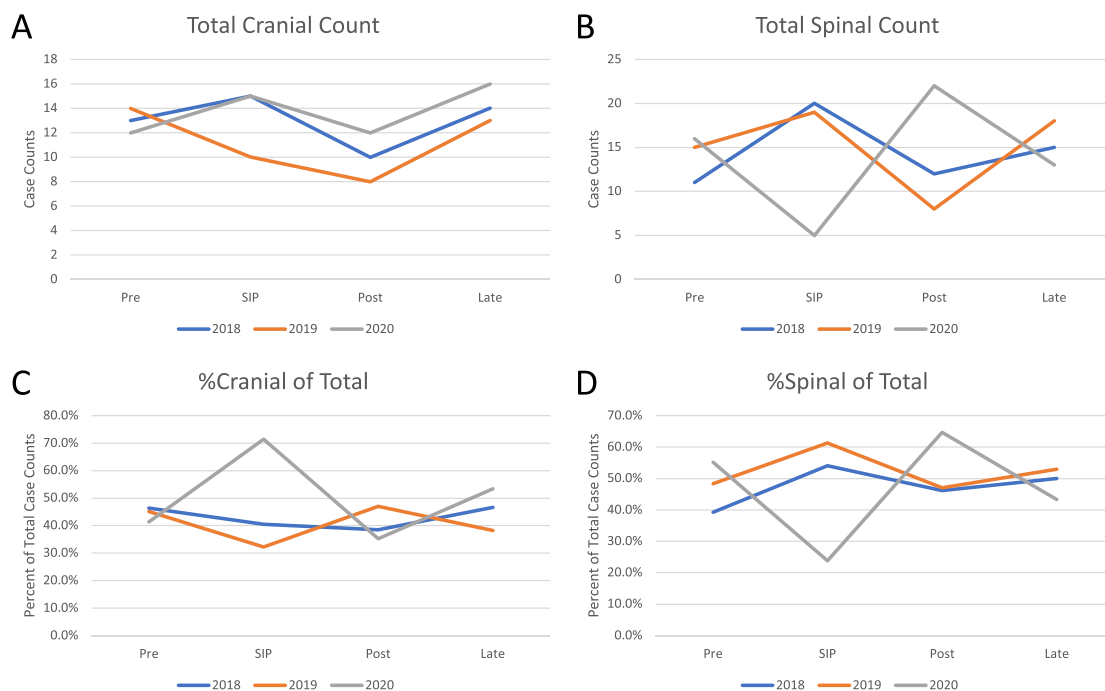 A
Total Cranial Count
18
16
14
12
10
8
6
4
2
0
Case Counts
Pre SIP Post Late
2018 2019 2020
B
Total Spinal Count
25
20
15
10
5
0
Case Counts
Pre SIP Post Late
2018 2019 2020
C
%Cranial of Total
80.0%
70.0%
60.0%
50.0%
40.0%
30.0%
20.0%
10.0%
0.0%
Percent of Total Case Counts
Pre SIP Post Late
2018 2019 2020
D
%Spinal of Total
70.0%
60.0%
50.0%
40.0%
30.0%
20.0%
10.0%
0.0%
Percent of Total Case Counts
Pre SIP Post Late
2018 2019 2020